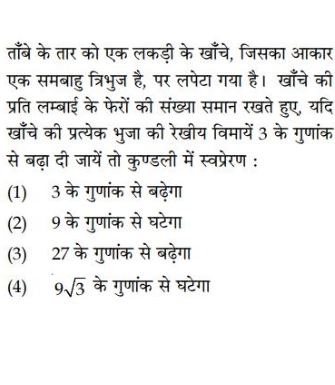 ताँबे के तार को एक लकड़ी के खाँचे, जिसका आकार
एक समबाहु त्रिभुज है, पर लपेटा गया है। खाँचे की
प्रति लम्बाई के फेरों की संख्या समान रखते हुए, यदि
खाँचे की प्रत्येक भुजा की रेखीय विमायें 3 के गुणांक
से बढ़ा दी जायें तो कुण्डली में स्वप्रेरण :
(1) 3 के गुणांक से बढ़ेगा
(2) 9 के गुणांक से घटेगा
(3) 27 के गुणांक से बढ़ेगा
(4) 9√3 के गुणांक से घटेगा